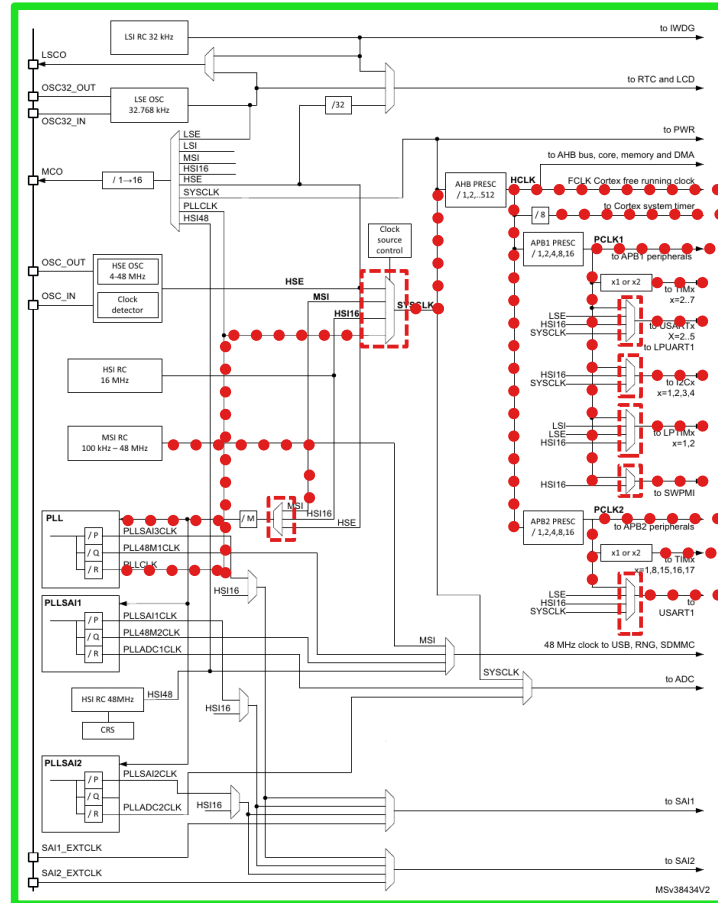 LSI RC 32 kHz
to IWDG
LSCO
OSC32_OUT
LSE OSC
32.768 kHz
OSC32_IN
to RTC and LCD
/32
LSE
LSI
MSI
HSI16
HSE
SYSCLK
PLLCLK
HSI48
MCO
/ 1→16
to PWR
AHB PRESC
/ 1,2,..512
HCLK
to AHB bus, core, memory and DMA
FCLK Cortex free running clock
/ 8
to Cortex system timer
Clock
source
control
OSC_OUT
HSE OSC
4-48 MHz
OSC_IN
Clock
detector
HSE
MSI
HSI16
SYSCLK
APB1 PRESC
/ 1,2,4,8,16
PCLK1
to APB1 peripherals
x1 or x2
to TIMx
x=2..7
LSE
HSI16
SYSCLK
to USARTx
X=2..5
to LPUART1
HSI RC
16 MHz
HSI16
SYSCLK
to I2Cx
x=1,2,3,4
MSI RC
100 kHz – 48 MHz
LSI
LSE
HSI16
to LPTIMx
x=1,2
HSI16
to SWPMI
PLL
/ M
MSI
HSI16
HSE
/ P
PLLSAI3CLK
/ Q
PLL48M1CLK
/ R
PLLCLK
HSI16
APB2 PRESC
/ 1,2,4,8,16
PCLK2
to APB2 peripherals
x1 or x2
to TIMx
x=1,8,15,16,17
LSE
HSI16
SYSCLK
to
USART1
PLLSAI1
/ P
PLLSAI1CLK
/ Q
PLL48M2CLK
/ R
PLLADC1CLK
MSI
48 MHz clock to USB, RNG, SDMMC
SYSCLK
to ADC
HSI RC 48MHz
HSI48
HSI16
CRS
PLLSAI2
/ P
PLLSAI2CLK
/ Q
/ R
PLLADC2CLK
HSI16
to SAI1
SAI1_EXTCLK
to SAI2
SAI2_EXTCLK
MSv38434V2